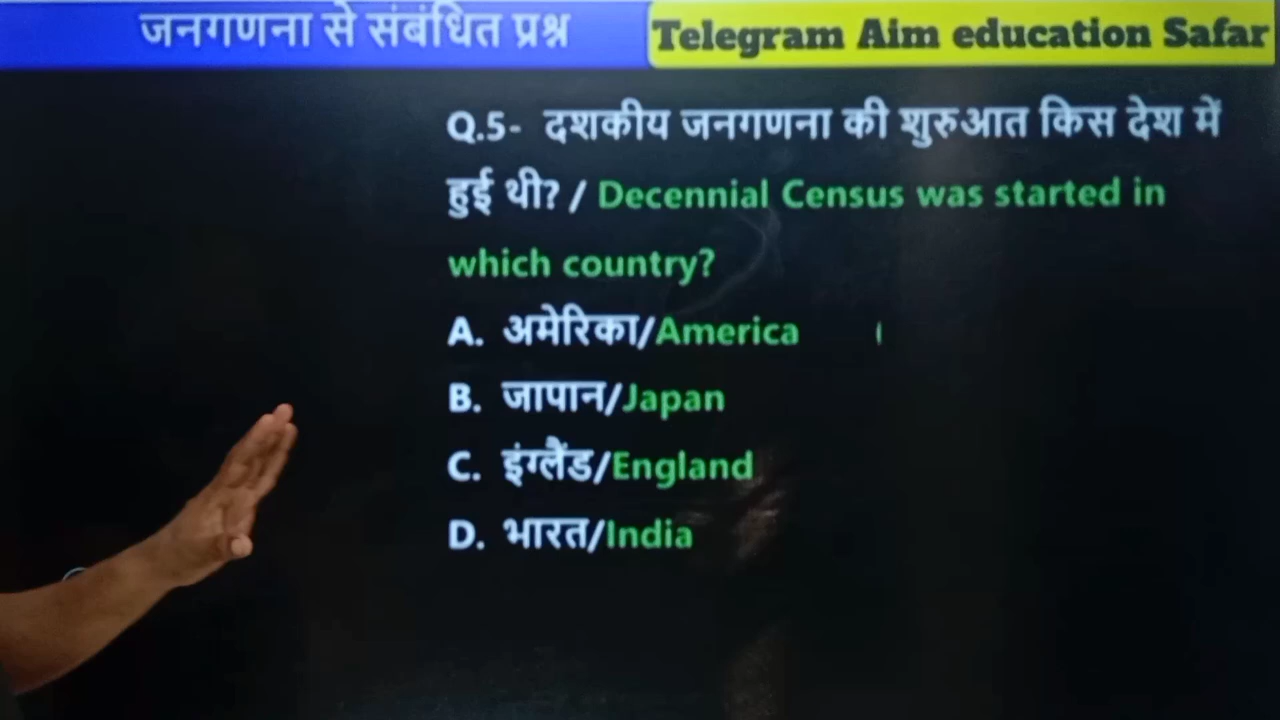 जनगणना से संबंधित प्रश्न
Telegram Aim education Safar
Q.5- दशकीय जनगणना की शुरुआत किस देश में
हुई थी? / Decennial Census was started in
which country?
A. अमेरिका/America
B. जापान/Japan
C. इंग्लैंड/England
D. भारत/India